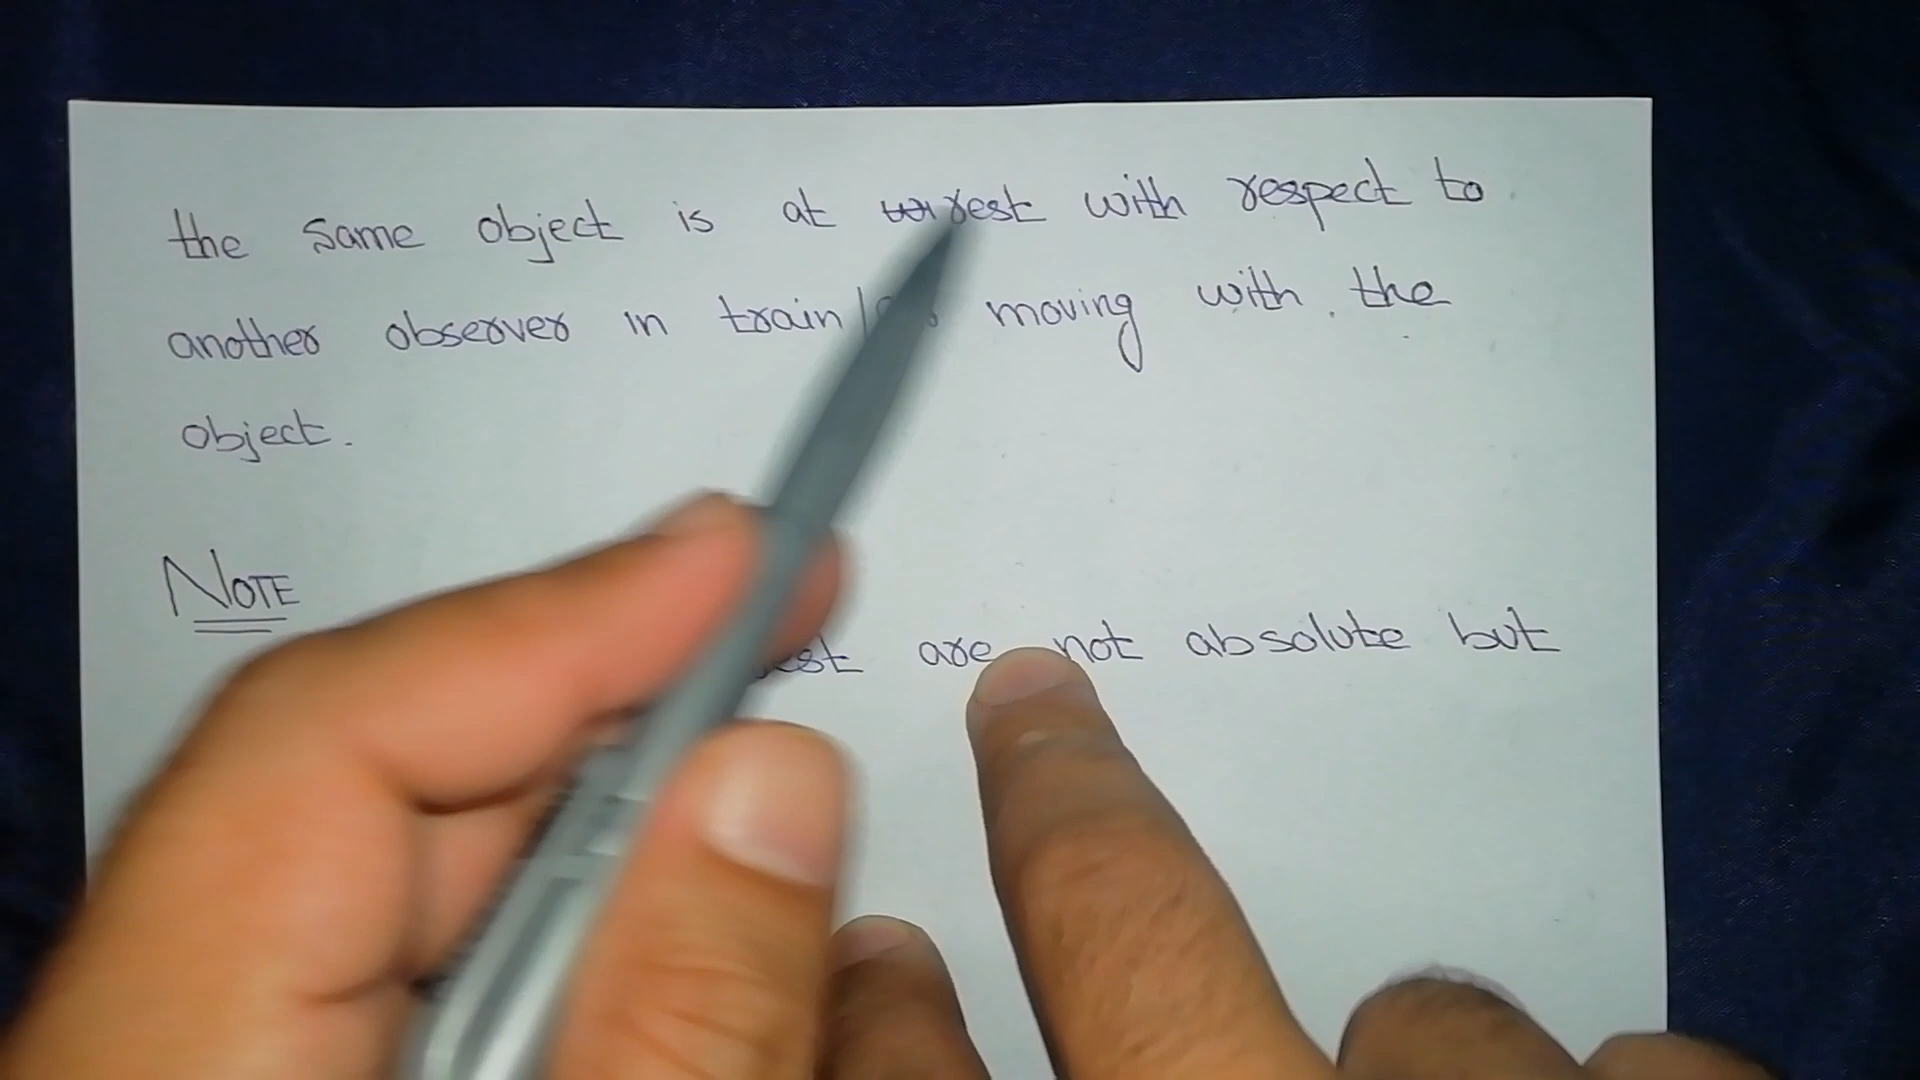 the same object is at rest with respect to
another observer in train/ moving with the
object.
NOTE
are not absolute but